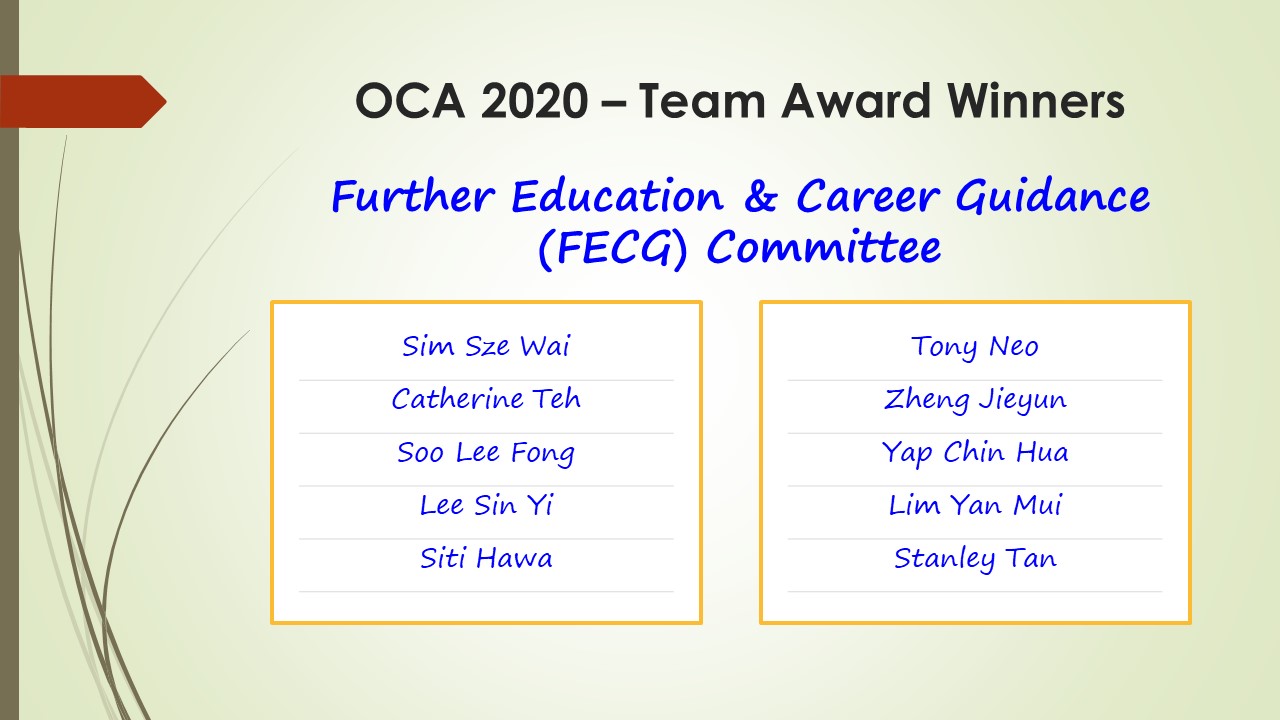 OCA 2020 – Team Award Winners
Further Education & Career Guidance
(FECG) Committee
Sim Sze Wai
Catherine Teh
Soo Lee Fong
Lee Sin Yi
Siti Hawa
Tony Neo
Zheng Jieyun
Yap Chin Hua
Lim Yan Mui
Stanley Tan